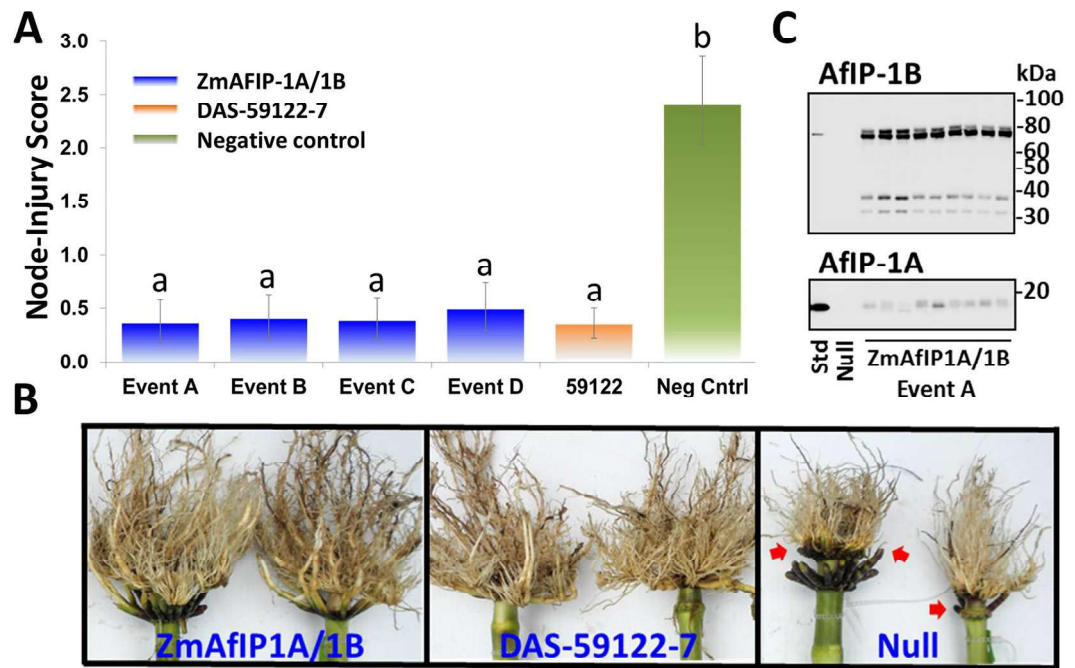 A
3.0
2.5
2.0
1.5
1.0
0.5
0.0
Node-Injury Score
ZmAFIP-1A/1B
DAS-59122-7
Negative control
a
a
a
a
a
b
Event A
Event B
Event C
Event D
59122
Neg Cntrl
C
AfIP-1B
kDa
-100
-80
-60
-50
-40
-30
AfIP-1A
-20
Std
Null
ZmAfIP1A/1B
Event A
B
ZmAfIP1A/1B
DAS-59122-7
Null